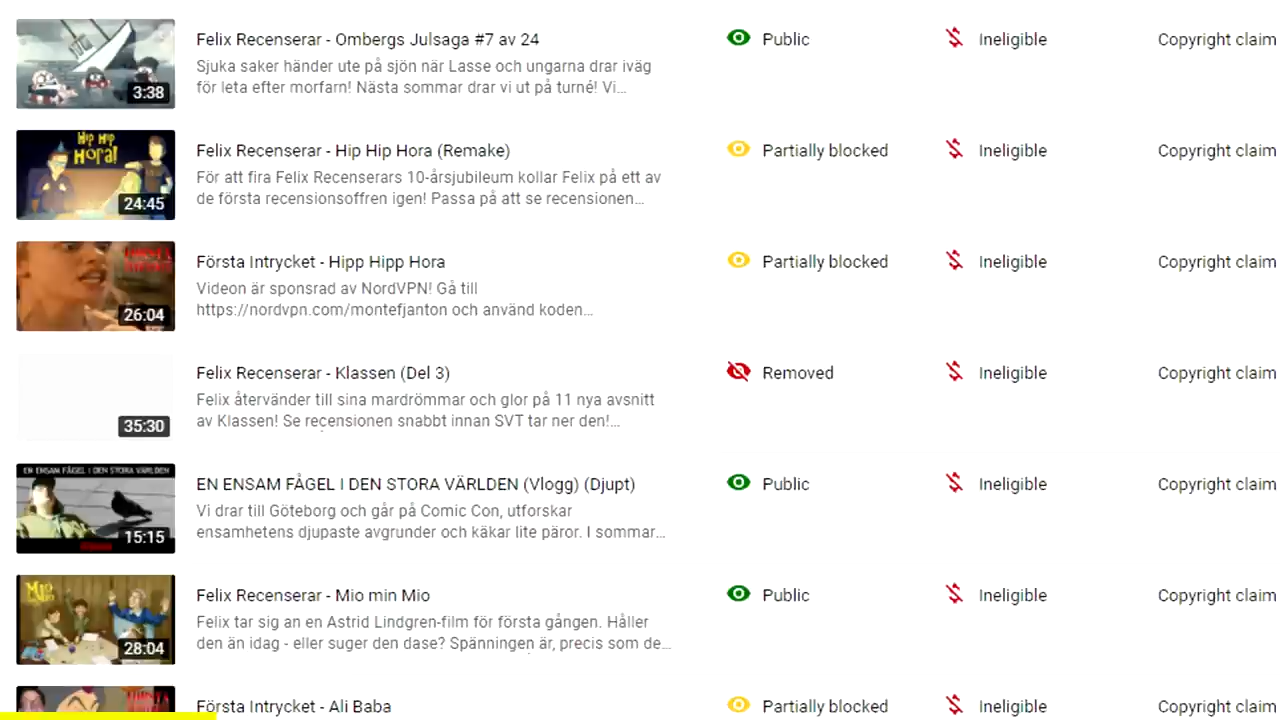 Felix Recenserar - Ombergs Julsaga #7 av 24
Sjuka saker händer ute på sjön när Lasse och ungarna drar iväg
för leta efter morfarn! Nästa sommar drar vi ut på turné! Vi...
3:38
Public
Ineligible
Copyright claim
HIP HIP
HORA!
Felix Recenserar - Hip Hip Hora (Remake)
För att fira Felix Recenserars 10-årsjubileum kollar Felix på ett av
de första recensionsoffren igen! Passa på att se recensionen...
24:45
Partially blocked
Ineligible
Copyright claim
Första Intrycket - Hipp Hipp Hora
Videon är sponsrad av NordVPN! Gå till
https://nordvpn.com/montefjanton och använd koden...
26:04
Partially blocked
Ineligible
Copyright claim
Felix Recenserar - Klassen (Del 3)
Felix återvänder till sina mardrömmar och glor på 11 nya avsnitt
av Klassen! Se recensionen snabbt innan SVT tar ner den!...
35:30
Removed
Ineligible
Copyright claim
EN ENSAM FÅGEL I DEN STORA VÄRLDEN
EN ENSAM FÅGEL I DEN STORA VÄRLDEN (Vlogg) (Djupt)
Vi drar till Göteborg och går på Comic Con, utforskar
ensamhetens djupaste avgrunder och käkar lite päror. I sommar...
15:15
Public
Ineligible
Copyright claim
MIO
Felix Recenserar - Mio min Mio
Felix tar sig an en Astrid Lindgren-film för första gången. Håller
den än idag - eller suger den dase? Spänningen är, precis som de...
28:04
Public
Ineligible
Copyright claim
Första Intrycket - Ali Baba
Partially blocked
Ineligible
Copyright claim